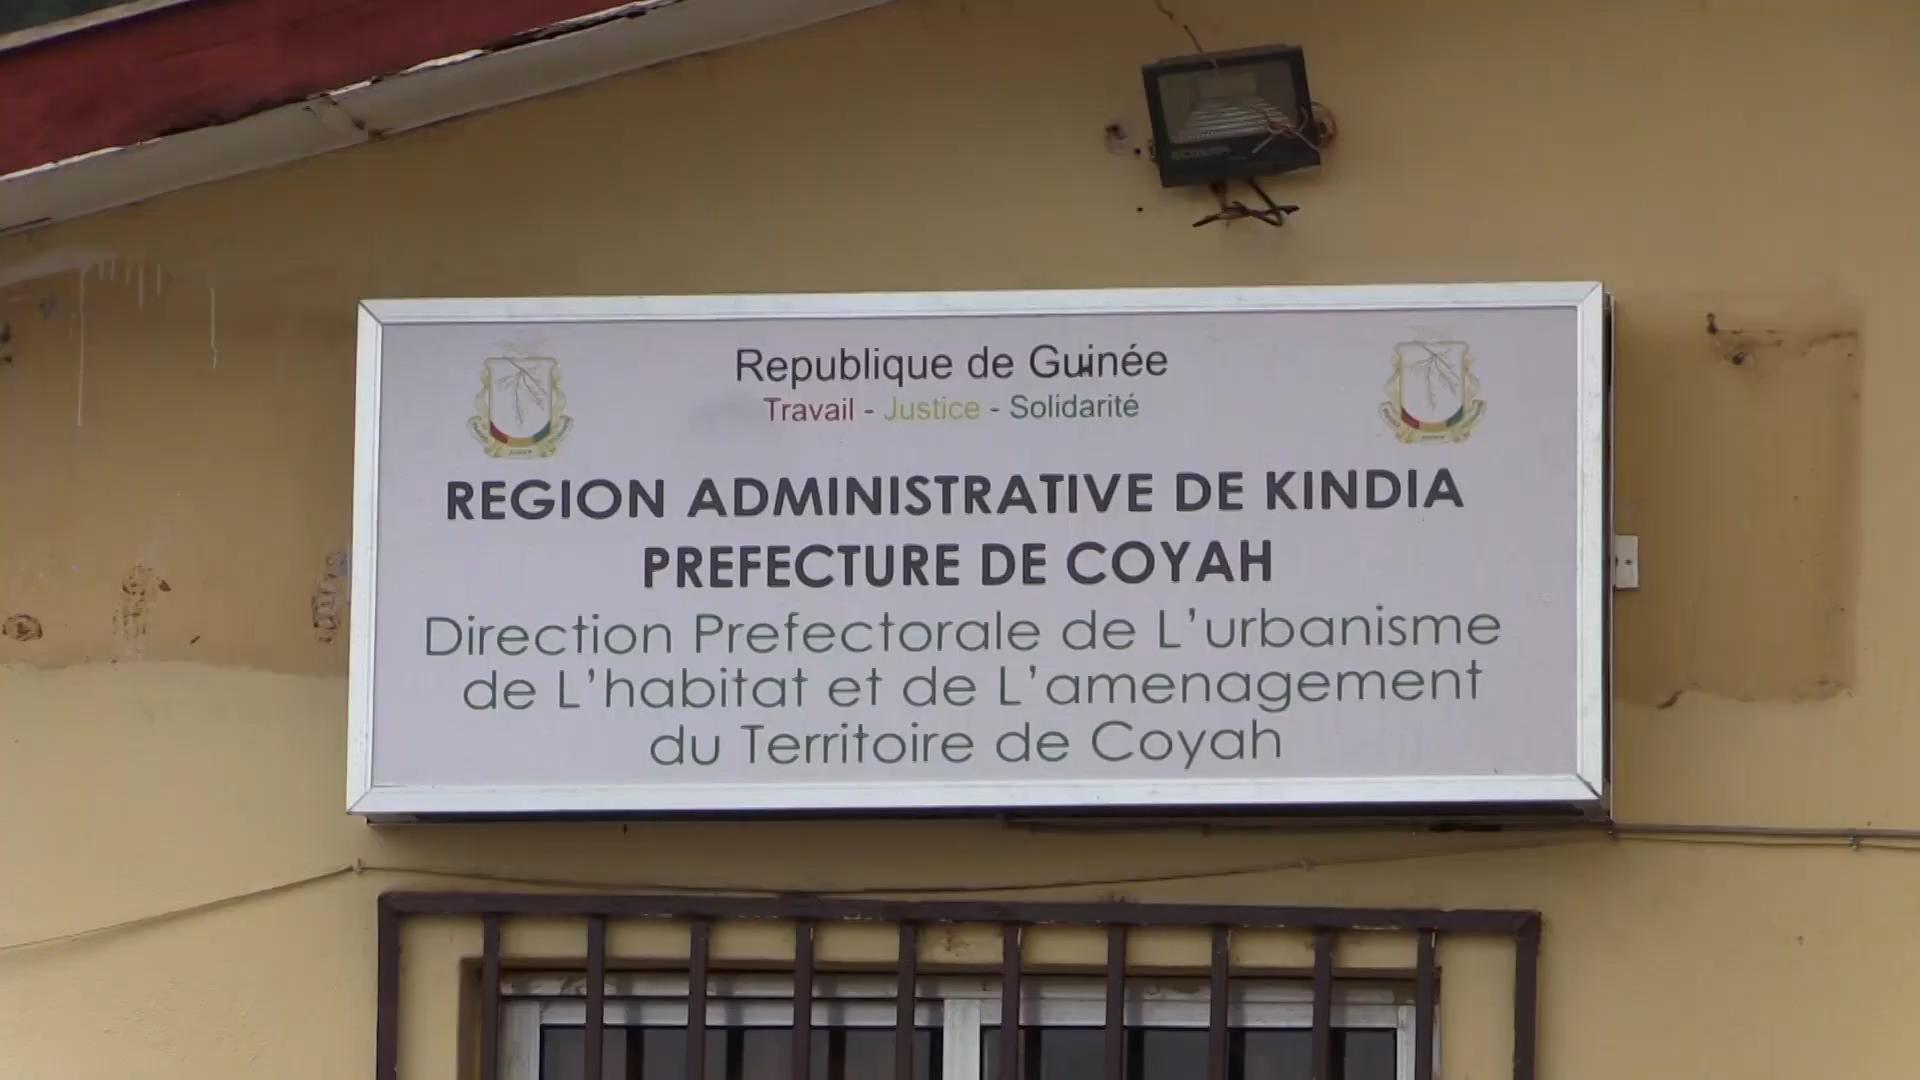 Republique de Guinée
Travail - Justice - Solidarité
REGION ADMINISTRATIVE DE KINDIA
PREFECTURE DE COYAH
Direction Prefectorale de L'urbanisme
de L'habitat et de L'amenagement
du Territoire de Coyah